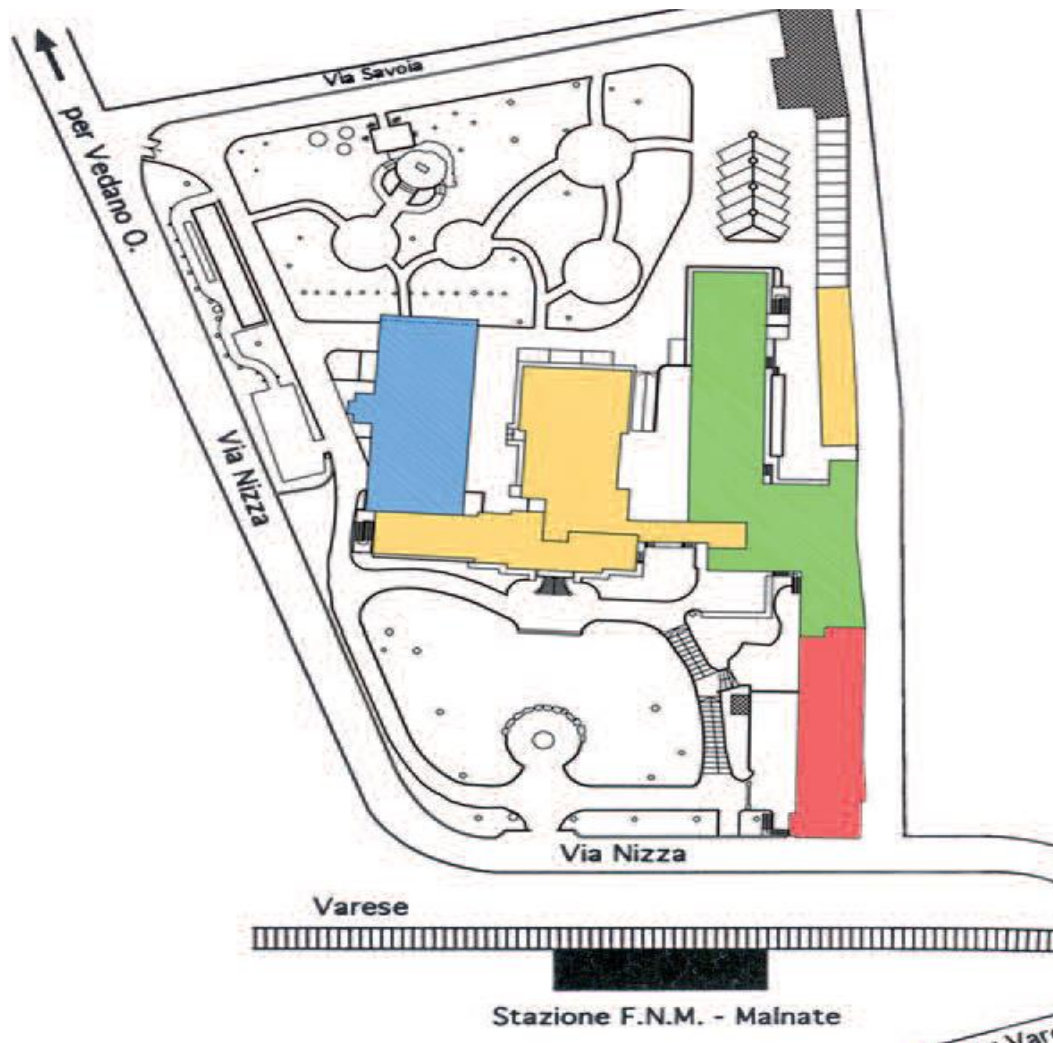 Via Savoia
per Vedano O.
Via Nizza
Via Nizza
Varese
Stazione F.N.M. - Malnate